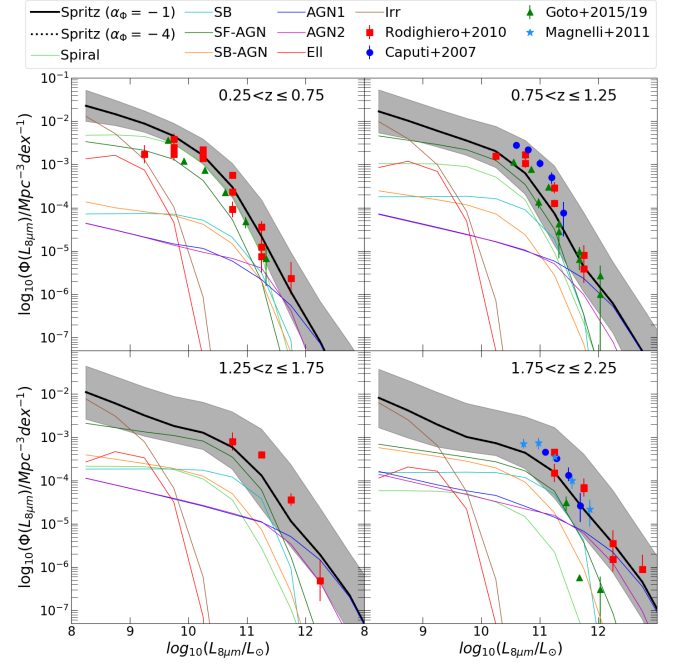 Spritz (α_Φ = −1) SB AGN1 Irr Goto+2015/19
Spritz (α_Φ = −4) SF-AGN AGN2 Rodighiero+2010 Magnelli+2011
Spiral SB-AGN Ell Caputi+2007
0.25<z≤0.75
0.75<z≤1.25
10⁻¹
10⁻²
10⁻³
10⁻⁴
10⁻⁵
10⁻⁶
10⁻⁷
log₁₀(Φ(L₈μm)/Mpc⁻³dex⁻¹)
1.25<z≤1.75
1.75<z≤2.25
10⁻²
10⁻³
10⁻⁴
10⁻⁵
10⁻⁶
10⁻⁷
log₁₀(Φ(L₈μm)/Mpc⁻³dex⁻¹)
8 9 10 11 12 8 9 10 11 12
log₁₀(L₈μm/L⊙) log₁₀(L₈μm/L⊙)